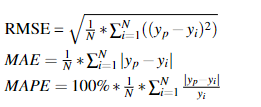 RMSE = √(1/N * ∑_{i=1}^{N} ((y_p − y_i)^2))
MAE = 1/N * ∑_{i=1}^{N} |y_p − y_i|
MAPE = 100% * 1/N * ∑_{i=1}^{N} |y_p−y_i|/y_i